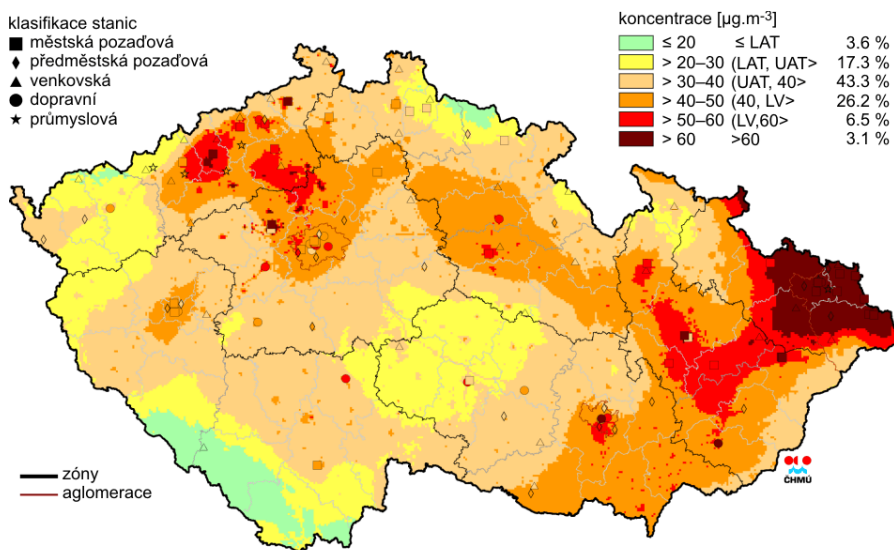 klasifikace stanic
městská pozaďová
předměstská pozaďová
venkovská
dopravní
průmyslová
koncentrace [µg.m-3]
≤ 20 ≤ LAT 3.6 %
> 20–30 (LAT, UAT> 17.3 %
> 30–40 (UAT, 40> 43.3 %
> 40–50 (40, LV> 26.2 %
> 50–60 (LV,60> 6.5 %
> 60 >60 3.1 %
zóny
aglomerace
ČHMÚ